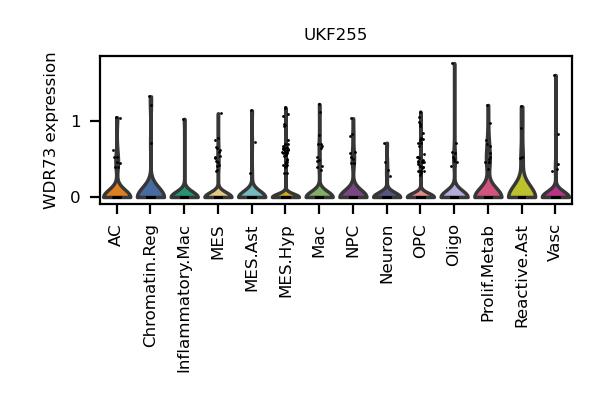 UKF255
WDR73 expression
1
0
AC
Chromatin.Reg
Inflammatory.Mac
MES
MES.Ast
MES.Hyp
Mac
NPC
Neuron
OPC
Oligo
Prolif.Metab
Reactive.Ast
Vasc